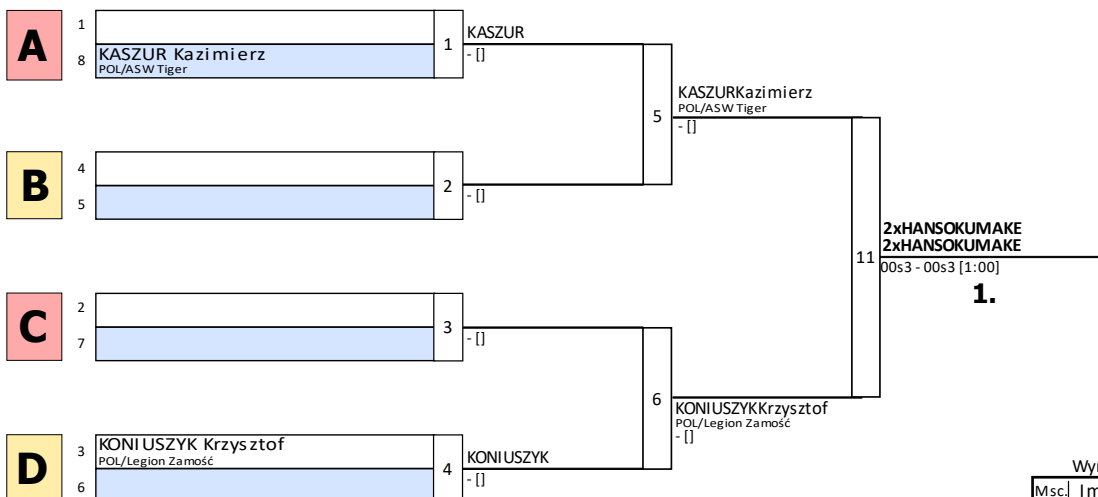 A
1
8
KASZUR Kazimierz
POL/ASW Tiger
1
KASZUR
- []
B
4
5
2
- []
5
KASZURKazimierz
POL/ASW Tiger
- []
C
2
7
3
- []
D
3
6
KONIUSZYK Krzysztof
POL/Legion Zamość
4
KONIUSZYK
- []
6
KONIUSZYKKrzysztof
POL/Legion Zamość
- []
11
2xHANSOKUMAKE
2xHANSOKUMAKE
00s3 - 00s3 [1:00]
1.
Msc.